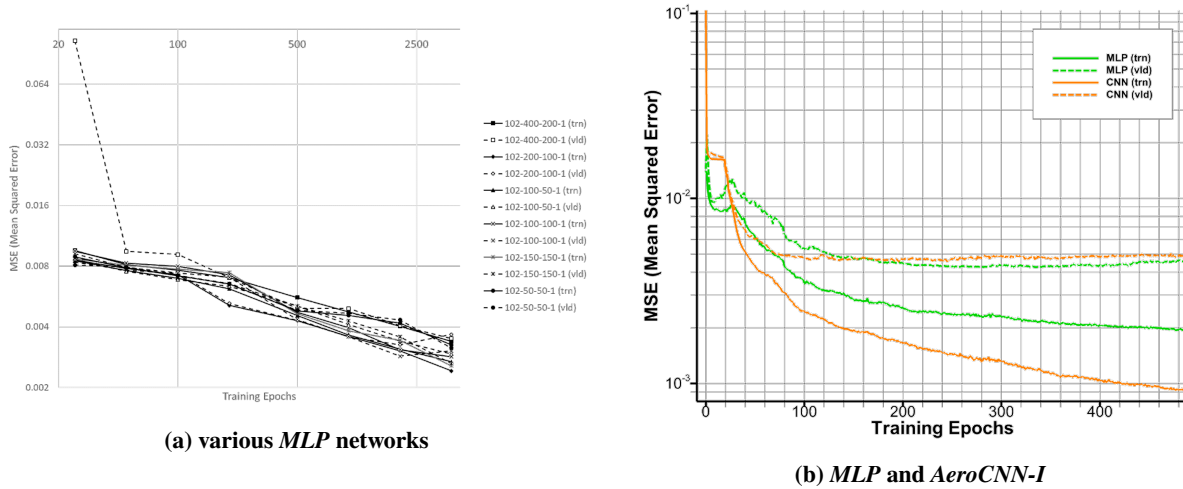 20
100
500
2500
0.064
0.032
0.016
0.008
0.004
0.002
MSE (Mean Squared Error)
Training Epochs
102-400-200-1 (trn)
102-400-200-1 (vld)
102-200-100-1 (trn)
102-200-100-1 (vld)
102-100-50-1 (trn)
102-100-50-1 (vld)
102-100-100-1 (trn)
102-100-100-1 (vld)
102-150-150-1 (trn)
102-150-150-1 (vld)
102-50-50-1 (trn)
102-50-50-1 (vld)
(a) various MLP networks
10⁻¹
10⁻²
10⁻³
MSE (Mean Squared Error)
MLP (trn)
MLP (vld)
CNN (trn)
CNN (vld)
0
100
200
300
400
Training Epochs
(b) MLP and AeroCNN-I